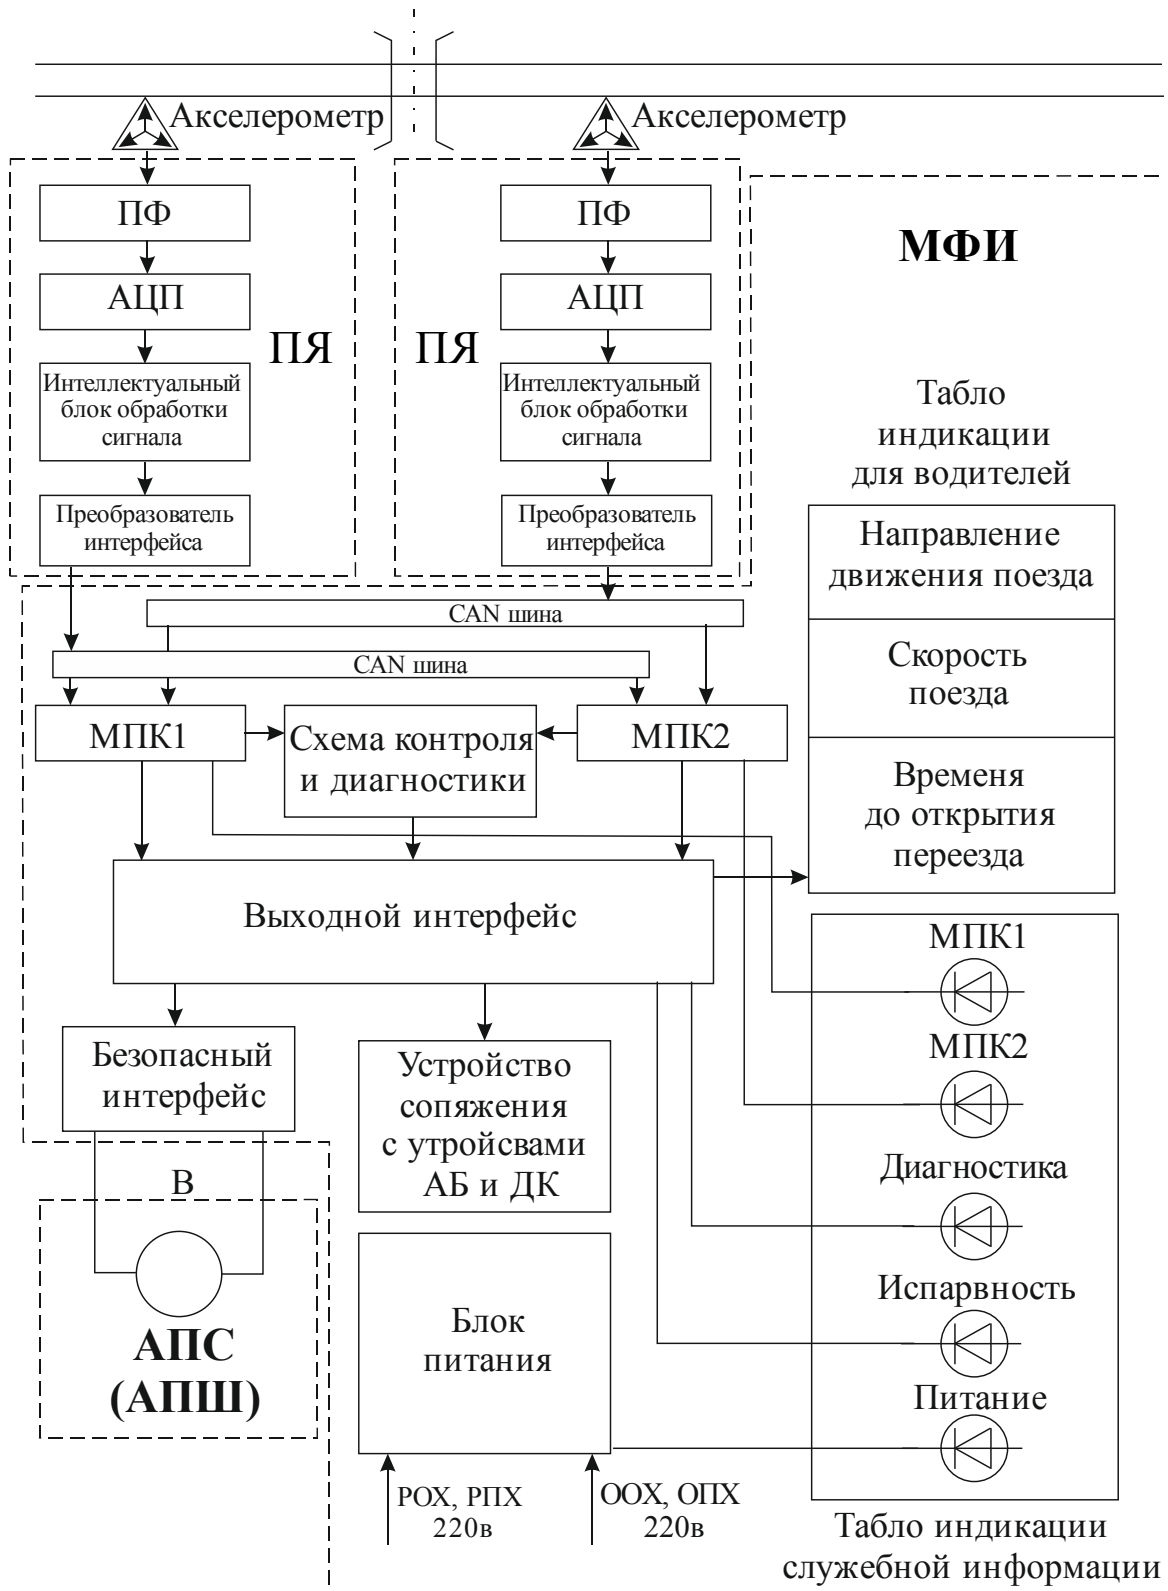 Акселерометр
Акселерометр
ПФ
ПФ
МФИ
АЦП
АЦП
ПЯ
ПЯ
Интеллектуальный
блок обработки
сигнала
Интеллектуальный
блок обработки
сигнала
Табло
индикации
для водителей
Преобразователь
интерфейса
Преобразователь
интерфейса
Направление
движения поезда
CAN шина
CAN шина
Скорость
поезда
МПК1
Схема контроля
и диагностики
МПК2
Временя
до открытия
переезда
Выходной интерфейс
МПК1
МПК2
Диагностика
Испарвность
Питание
Безопасный
интерфейс
Устройство
сопяжения
с утройсвами
АБ и ДК
В
АПС
(АПШ)
Блок
питания
РОХ, РПХ
220в
ООХ, ОПХ
220в
Табло индикации
служебной информации